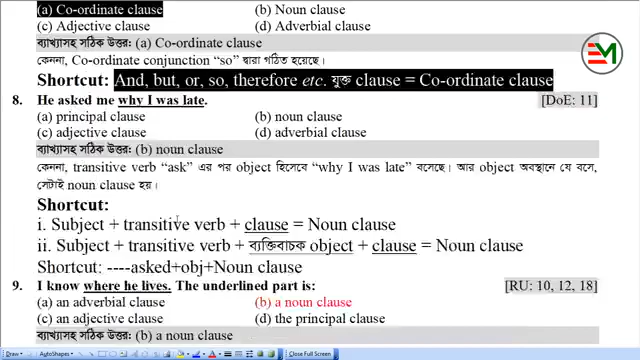 (a) Co-ordinate clause (b) Noun clause
(c) Adjective clause (d) Adverbial clause
ব্যাখ্যাসহ সঠিক উত্তর: (a) Co-ordinate clause
কেননা, Co-ordinate conjunction “so” দ্বারা গঠিত হয়েছে।
Shortcut: And, but, or, so, therefore etc. যুক্ত clause = Co-ordinate clause
8. He asked me why I was late. [DoE: 11]
(a) principal clause (b) noun clause
(c) adjective clause (d) adverbial clause
ব্যাখ্যাসহ সঠিক উত্তর: (b) noun clause
কেননা, transitive verb “ask” এর পর object হিসেবে “why I was late” বসেছে। আর object অবস্থানে যে বসে,
সেটাই noun clause হয়।
Shortcut:
i. Subject + transitive verb + clause = Noun clause
ii. Subject + transitive verb + ব্যক্তিবাচক object + clause = Noun clause
Shortcut: ----asked+obj+Noun clause
9. I know where he lives. The underlined part is: [RU: 10, 12, 18]
(a) an adverbial clause (b) a noun clause
(c) an adjective clause (d) the principal clause
ব্যাখ্যাসহ সঠিক উত্তর: (b) a noun clause
Draw AutoShapes Close Full Screen